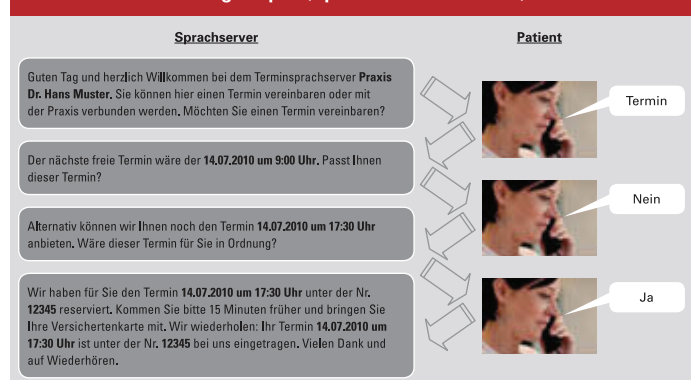 Sprachserver
Patient
Guten Tag und herzlich Willkommen bei dem Terminsprachserver Praxis
Dr. Hans Muster. Sie können hier einen Termin vereinbaren oder mit
der Praxis verbunden werden. Möchten Sie einen Termin vereinbaren?
Termin
Der nächste freie Termin wäre der 14.07.2010 um 9:00 Uhr. Passt Ihnen
dieser Termin?
Nein
Alternativ können wir Ihnen noch den Termin 14.07.2010 um 17:30 Uhr
anbieten. Wäre dieser Termin für Sie in Ordnung?
Ja
Wir haben für Sie den Termin 14.07.2010 um 17:30 Uhr unter der Nr.
12345 reserviert. Kommen Sie bitte 15 Minuten früher und bringen Sie
Ihre Versichertenkarte mit. Wir wiederholen: Ihr Termin 14.07.2010 um
17:30 Uhr ist unter der Nr. 12345 bei uns eingetragen. Vielen Dank und
auf Wiederhören.